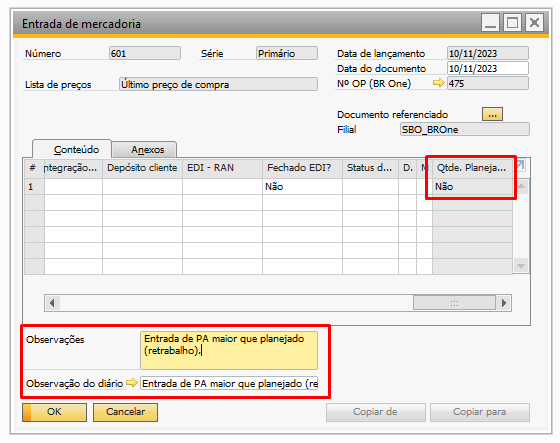 Entrada de mercadoria
Número 601 Série Primário Data de lançamento 10/11/2023
Data do documento 10/11/2023
Lista de preços Último preço de compra Nº OP (BR One) 475
Documento referenciado ...
Filial SBO_BROne
Conteúdo Anexos
# integração... Depósito cliente EDI - RAN Fechado EDI? Status d... D. M Qtde. Planeja...
1 Não Não
Observações Entrada de PA maior que planejado
(retrabalho).
Observação do diário Entrada de PA maior que planejado (re
OK Cancelar Copiar de Copiar para